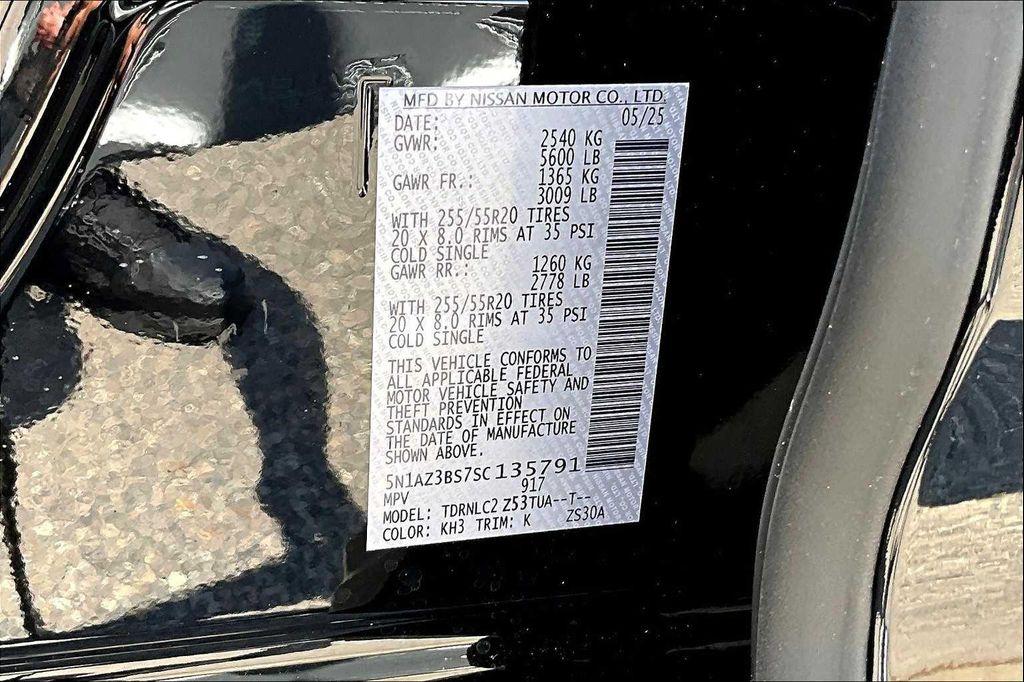 MFD BY NISSAN MOTOR CO., LTD.
DATE: 05/25
GVWR: 2540 KG
5600 LB
GAWR FR.: 1365 KG
3009 LB
WITH 255/55R20 TIRES
20 X 8.0 RIMS AT 35 PSI
COLD SINGLE
GAWR RR.: 1260 KG
2778 LB
WITH 255/55R20 TIRES
20 X 8.0 RIMS AT 35 PSI
COLD SINGLE
THIS VEHICLE CONFORMS TO
ALL APPLICABLE FEDERAL
MOTOR VEHICLE SAFETY AND
THEFT PREVENTION
STANDARDS IN EFFECT ON
THE DATE OF MANUFACTURE
SHOWN ABOVE.
5N1AZ3BS7SC135791
MPV 917
MODEL: TDRNLC2 Z53TUA--T--
COLOR: KH3 TRIM: K ZS30A